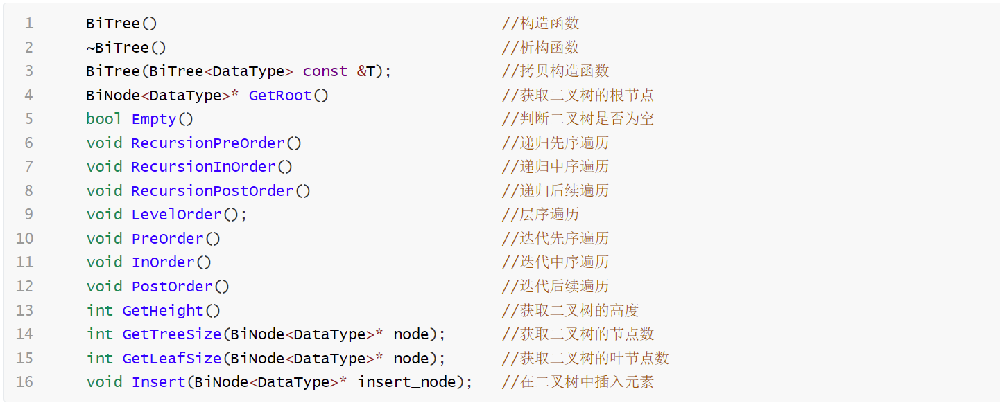 1 BiTree() //构造函数
2 ~BiTree() //析构函数
3 BiTree(BiTree<DataType> const &T); //拷贝构造函数
4 BiNode<DataType>* GetRoot() //获取二叉树的根节点
5 bool Empty() //判断二叉树是否为空
6 void RecursionPreOrder() //递归先序遍历
7 void RecursionInOrder() //递归中序遍历
8 void RecursionPostOrder() //递归后续遍历
9 void LevelOrder(); //层序遍历
10 void PreOrder() //迭代先序遍历
11 void InOrder() //迭代中序遍历
12 void PostOrder() //迭代后续遍历
13 int GetHeight() //获取二叉树的高度
14 int GetTreeSize(BiNode<DataType>* node); //获取二叉树的节点数
15 int GetLeafSize(BiNode<DataType>* node); //获取二叉树的叶节点数
16 void Insert(BiNode<DataType>* insert_node); //在二叉树中插入元素